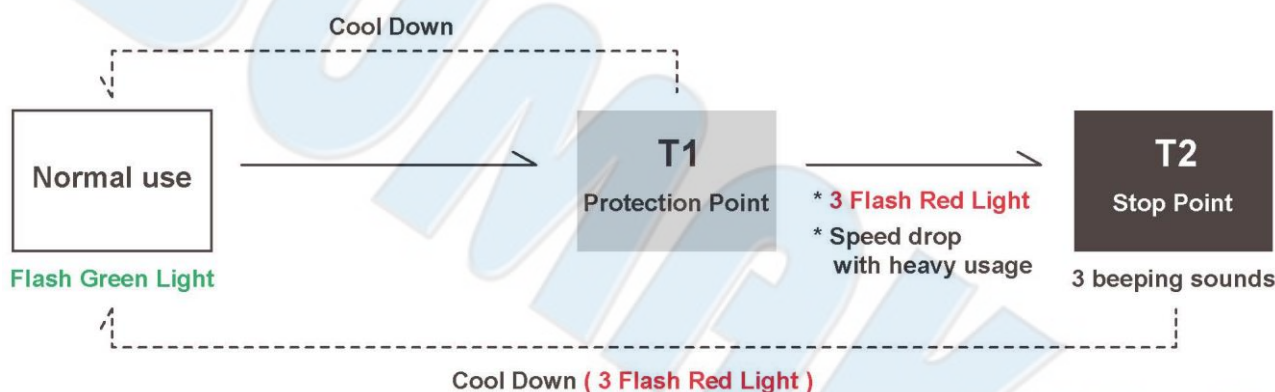 Cool Down
Normal use
Flash Green Light
T1
Protection Point
* 3 Flash Red Light
* Speed drop
with heavy usage
T2
Stop Point
3 beeping sounds
Cool Down ( 3 Flash Red Light )